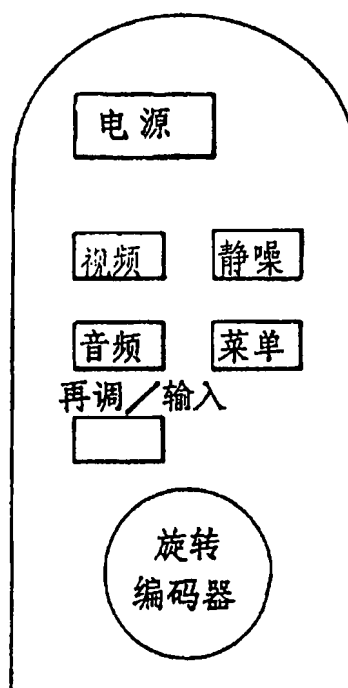 电源
视频 静噪
音频 菜单
再调／输入
旋转
编码器